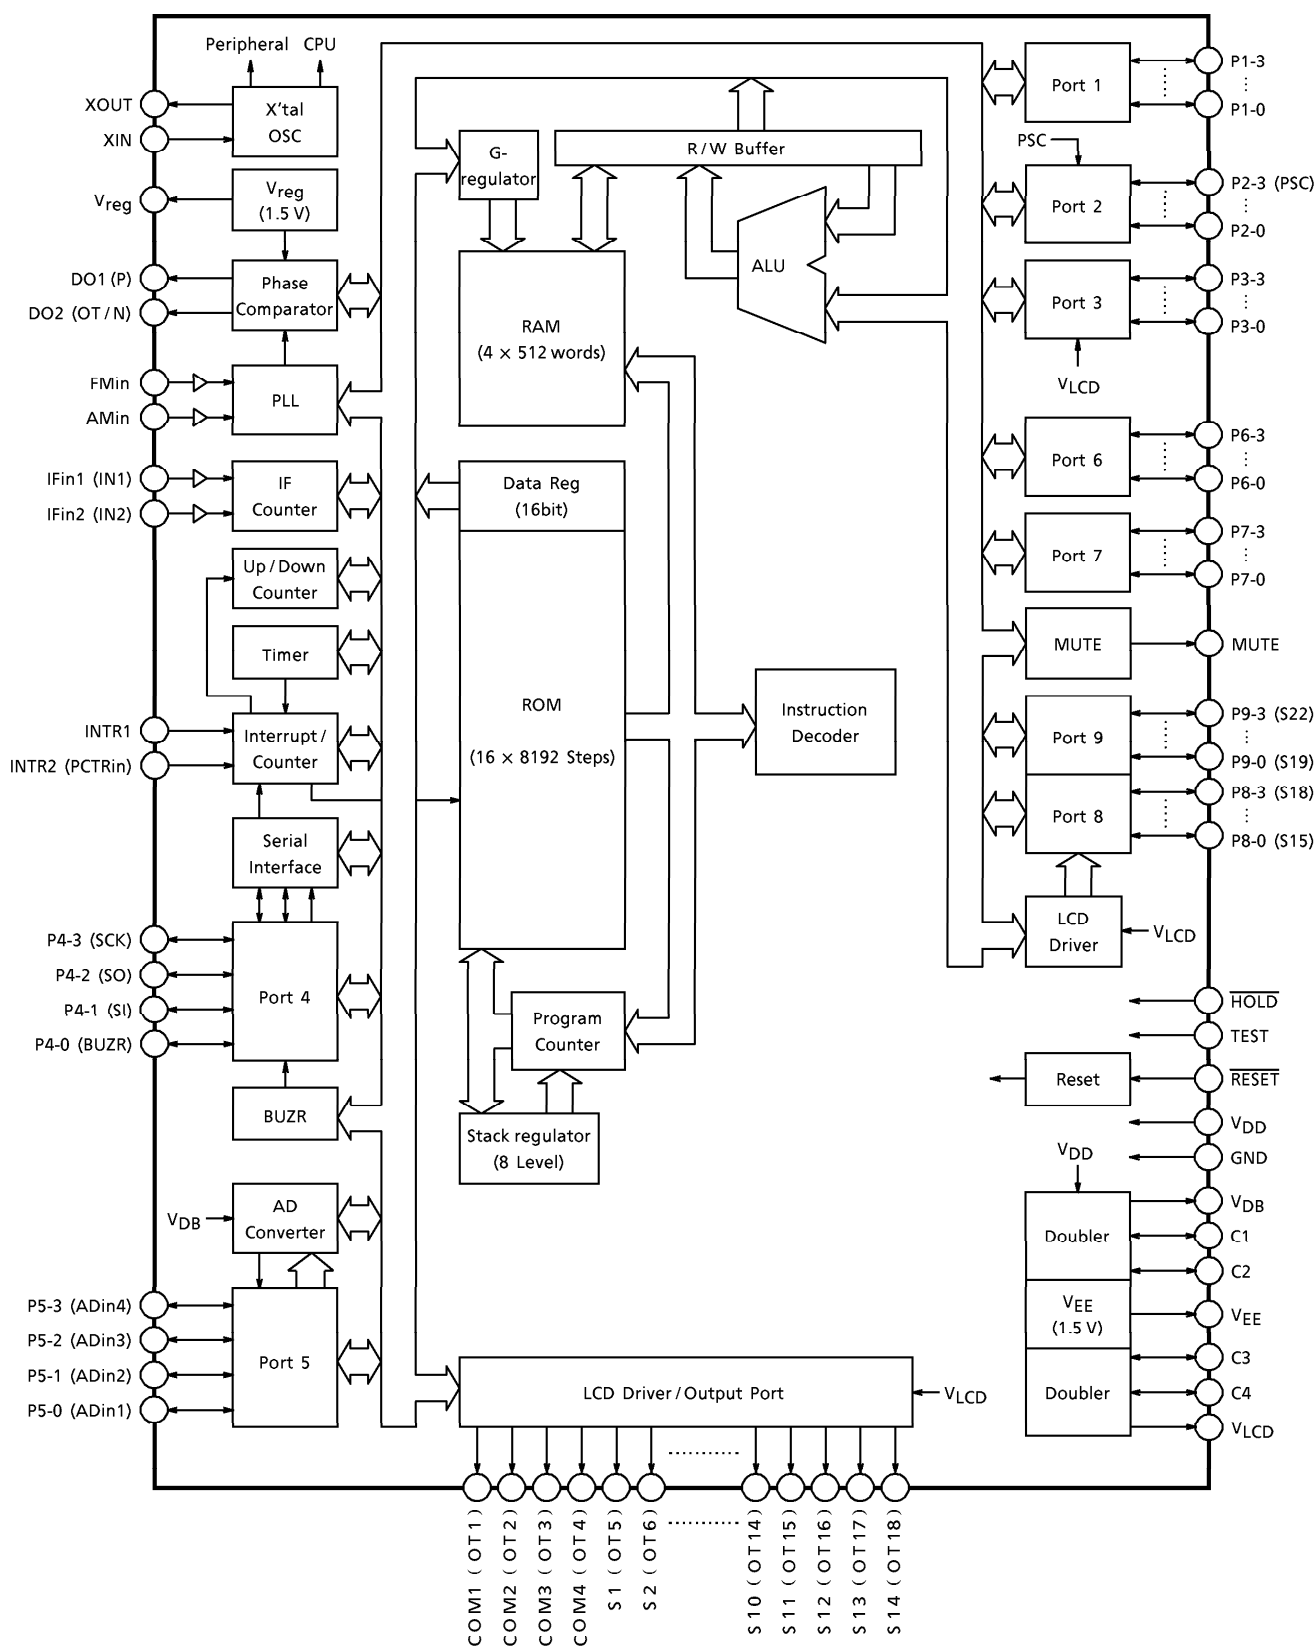 Peripheral CPU
XOUT
XIN
X'tal
OSC
Vreg
Vreg
(1.5 V)
DO1 (P)
DO2 (OT / N)
Phase
Comparator
FMin
AMin
PLL
IFin1 (IN1)
IFin2 (IN2)
IF
Counter
Up / Down
Counter
Timer
INTR1
INTR2 (PCTRin)
Interrupt /
Counter
Serial
Interface
P4-3 (SCK)
P4-2 (SO)
P4-1 (SI)
P4-0 (BUZR)
Port 4
BUZR
VDB
AD
Converter
P5-3 (ADin4)
P5-2 (ADin3)
P5-1 (ADin2)
P5-0 (ADin1)
Port 5
G-
regulator
R / W Buffer
ALU
RAM
(4 × 512 words)
Data Reg
(16bit)
ROM
(16 × 8192 Steps)
Instruction
Decoder
Program
Counter
Stack regulator
(8 Level)
LCD Driver / Output Port
VLCD
COM1 (OT1)
COM2 (OT2)
COM3 (OT3)
COM4 (OT4)
S1 (OT5)
S2 (OT6)
S10 (OT14)
S11 (OT15)
S12 (OT16)
S13 (OT17)
S14 (OT18)
Port 1
P1-3
P1-0
PSC
Port 2
P2-3 (PSC)
P2-0
Port 3
P3-3
P3-0
VLCD
Port 6
P6-3
P6-0
Port 7
P7-3
P7-0
MUTE
MUTE
Port 9
P9-3 (S22)
P9-0 (S19)
Port 8
P8-3 (S18)
P8-0 (S15)
LCD
Driver
VLCD
HOLD
TEST
Reset
RESET
VDD
GND
VDD
Doubler
VDB
C1
C2
VEE
(1.5 V)
VEE
Doubler
C3
C4
VLCD